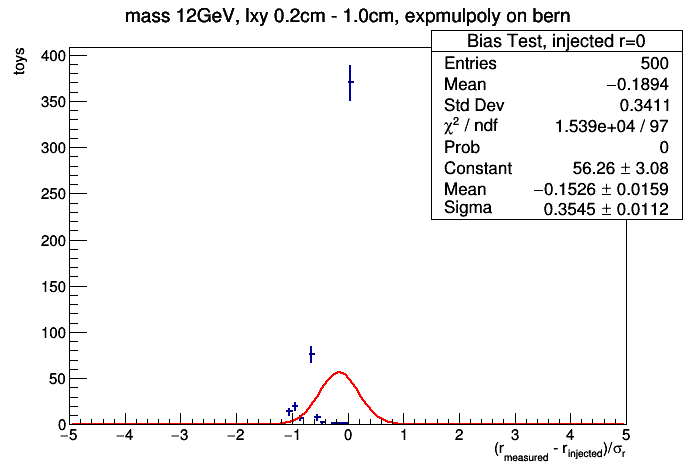 mass 12GeV, lxy 0.2cm - 1.0cm, expmulpoly on bern
Bias Test, injected r=0
Entries 500
Mean −0.1894
Std Dev 0.3411
χ² / ndf 1.539e+04 / 97
Prob 0
Constant 56.26 ± 3.08
Mean −0.1526 ± 0.0159
Sigma 0.3545 ± 0.0112
toys
400
350
300
250
200
150
100
50
0
−5 −4 −3 −2 −1 0 1 2 3 4 5
(r_measured - r_injected)/σ_r